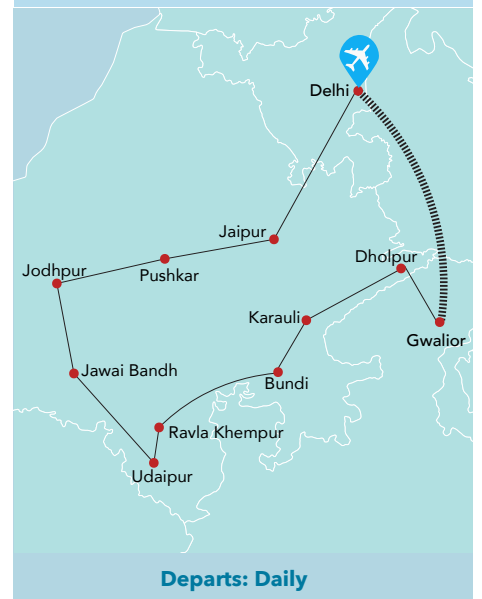 Delhi
Jaipur
Dholpur
Jodhpur
Pushkar
Karauli
Gwalior
Jawai Bandh
Bundi
Ravla Khempur
Udaipur
Departs: Daily